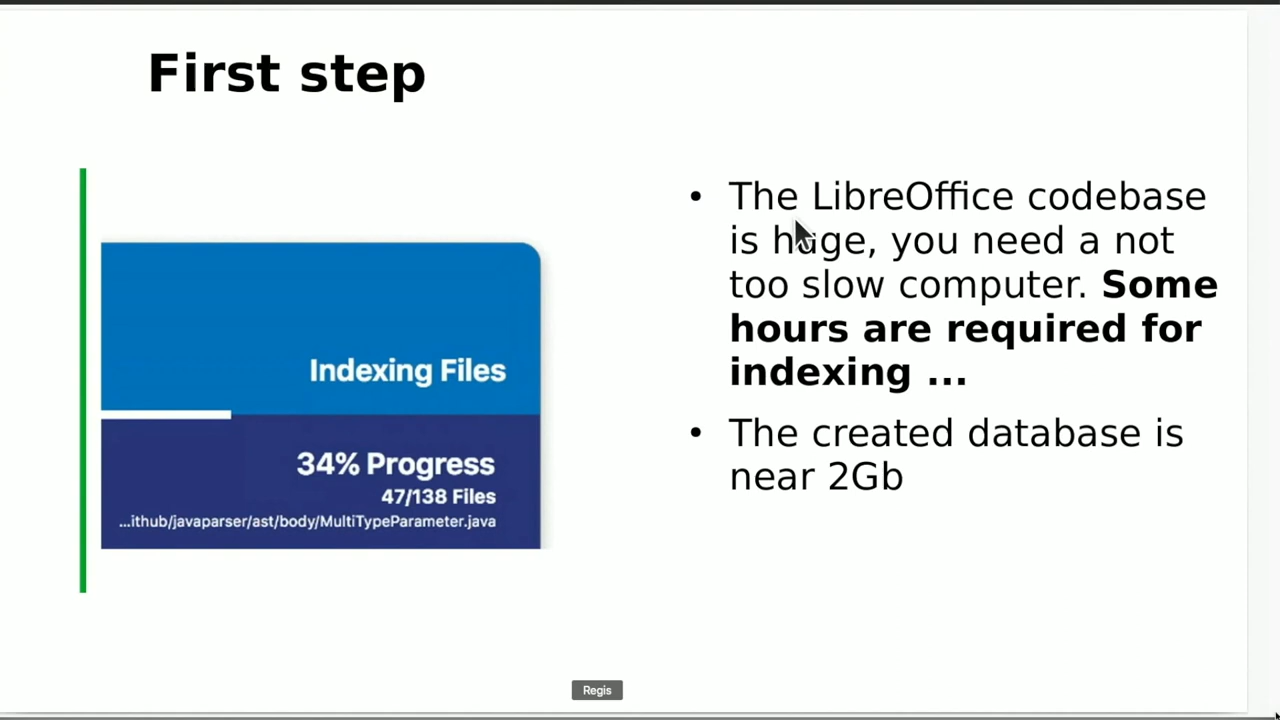 First step
Indexing Files
34% Progress
47/138 Files
...ithub/javaparser/ast/body/MultiTypeParameter.java
• The LibreOffice codebase
is huge, you need a not
too slow computer. Some
hours are required for
indexing ...
• The created database is
near 2Gb
Regis